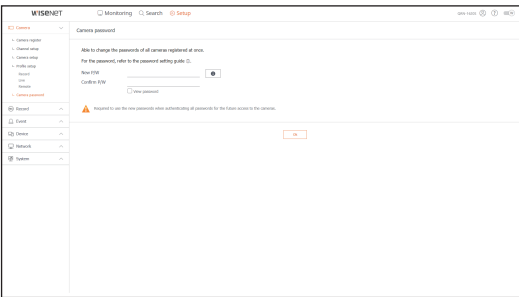 WISENET
Monitoring Search Setup
Camera
Camera password
Camera register
Channel setup
Camera setup
Profile setup
Record
Live
Remote
Camera password
Record
Event
Device
Network
System
Able to change the passwords of all cameras registered at once.
For the password, refer to the password setting guide
New P/W
Confirm P/W
View password
Required to use the new passwords when authenticating all passwords for the future access to the cameras.